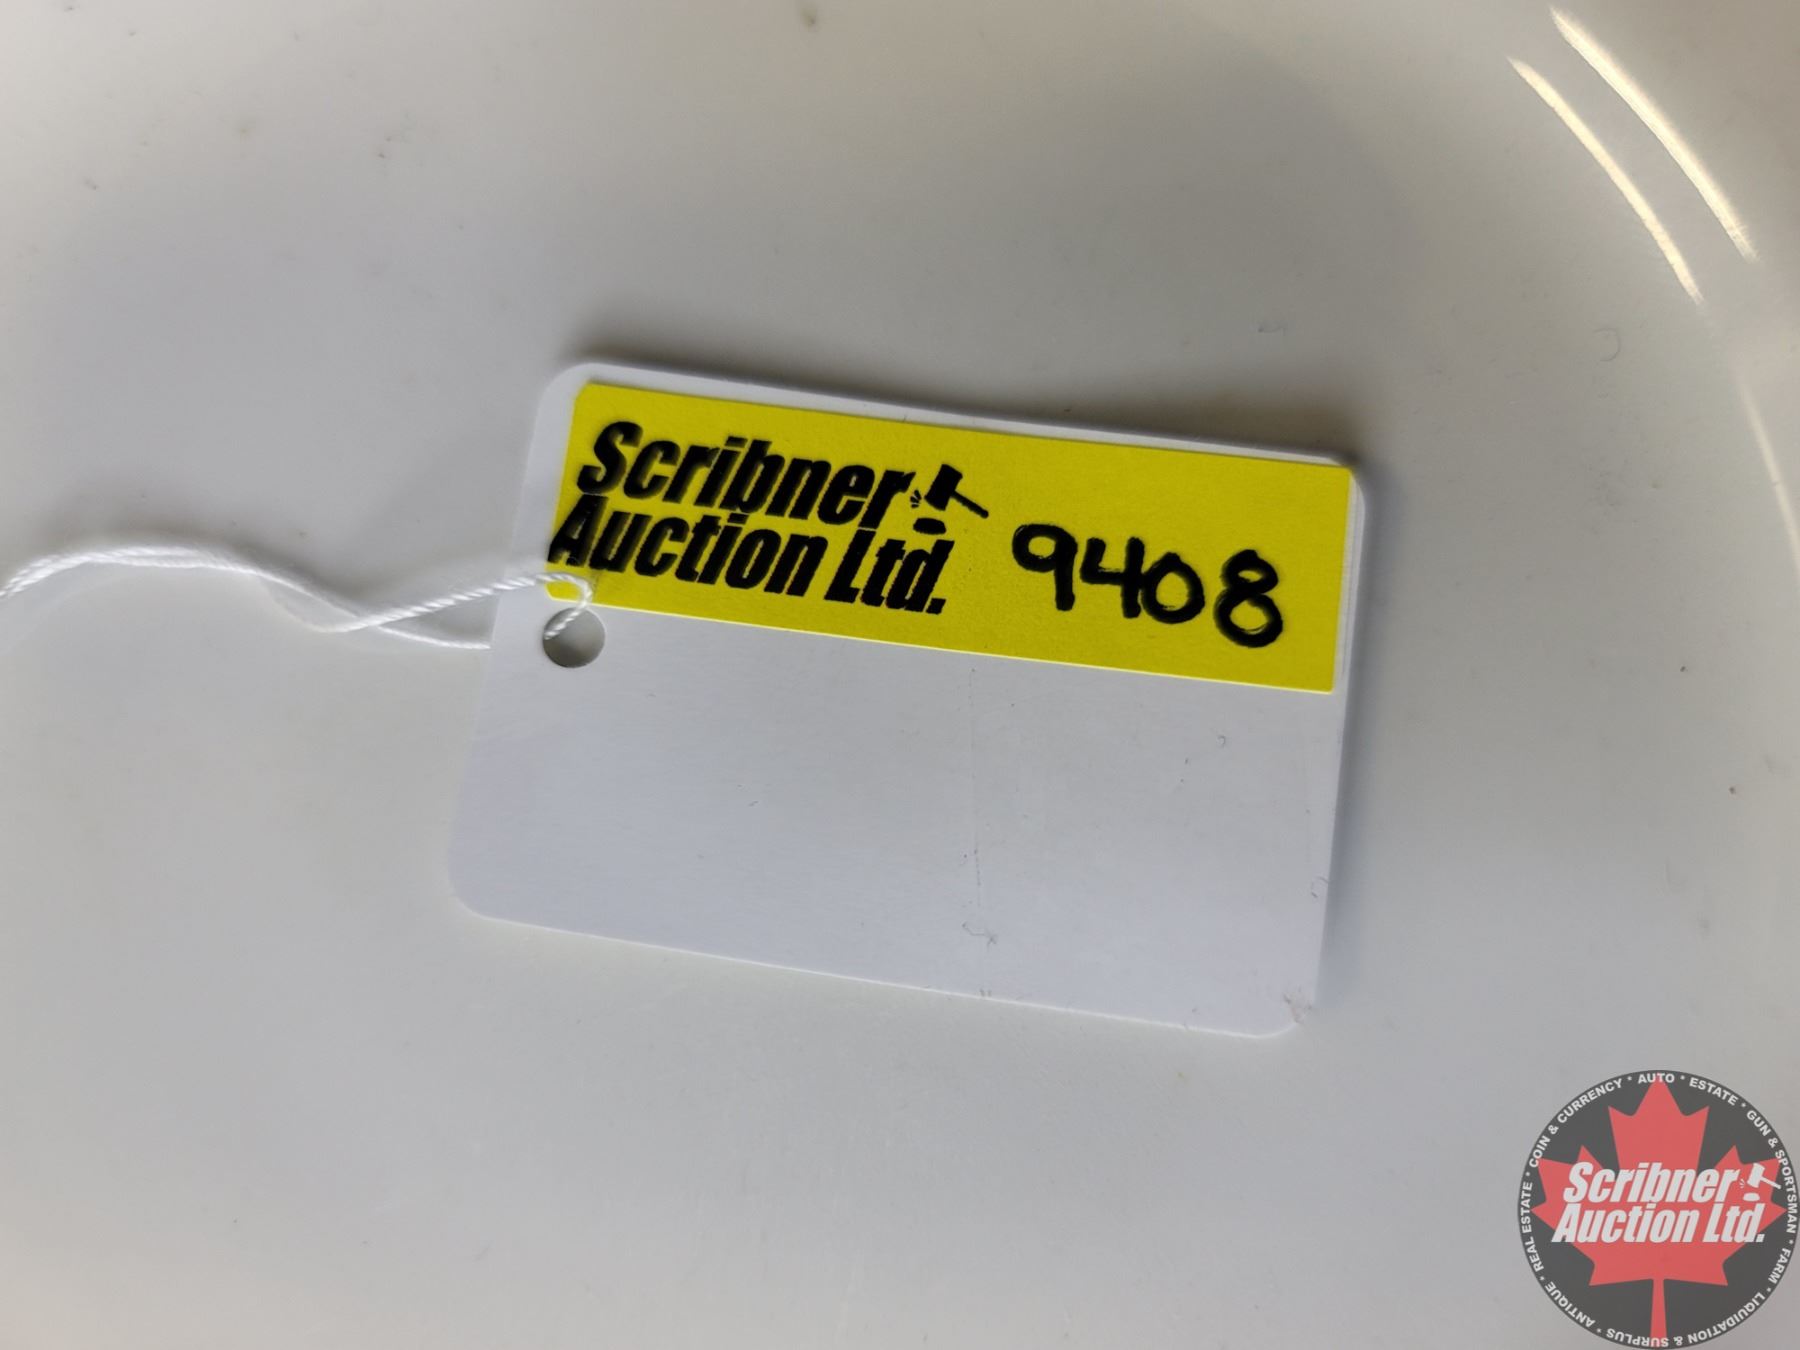 Scribner
Auction Ltd.
9408
COIN & CURRENCY * AUTO * ESTATE * GUN & SPORTSMAN * FARM * LIQUIDATION & SURPLUS * ANTIQUE * REAL ESTATE *
Scribner
Auction Ltd.